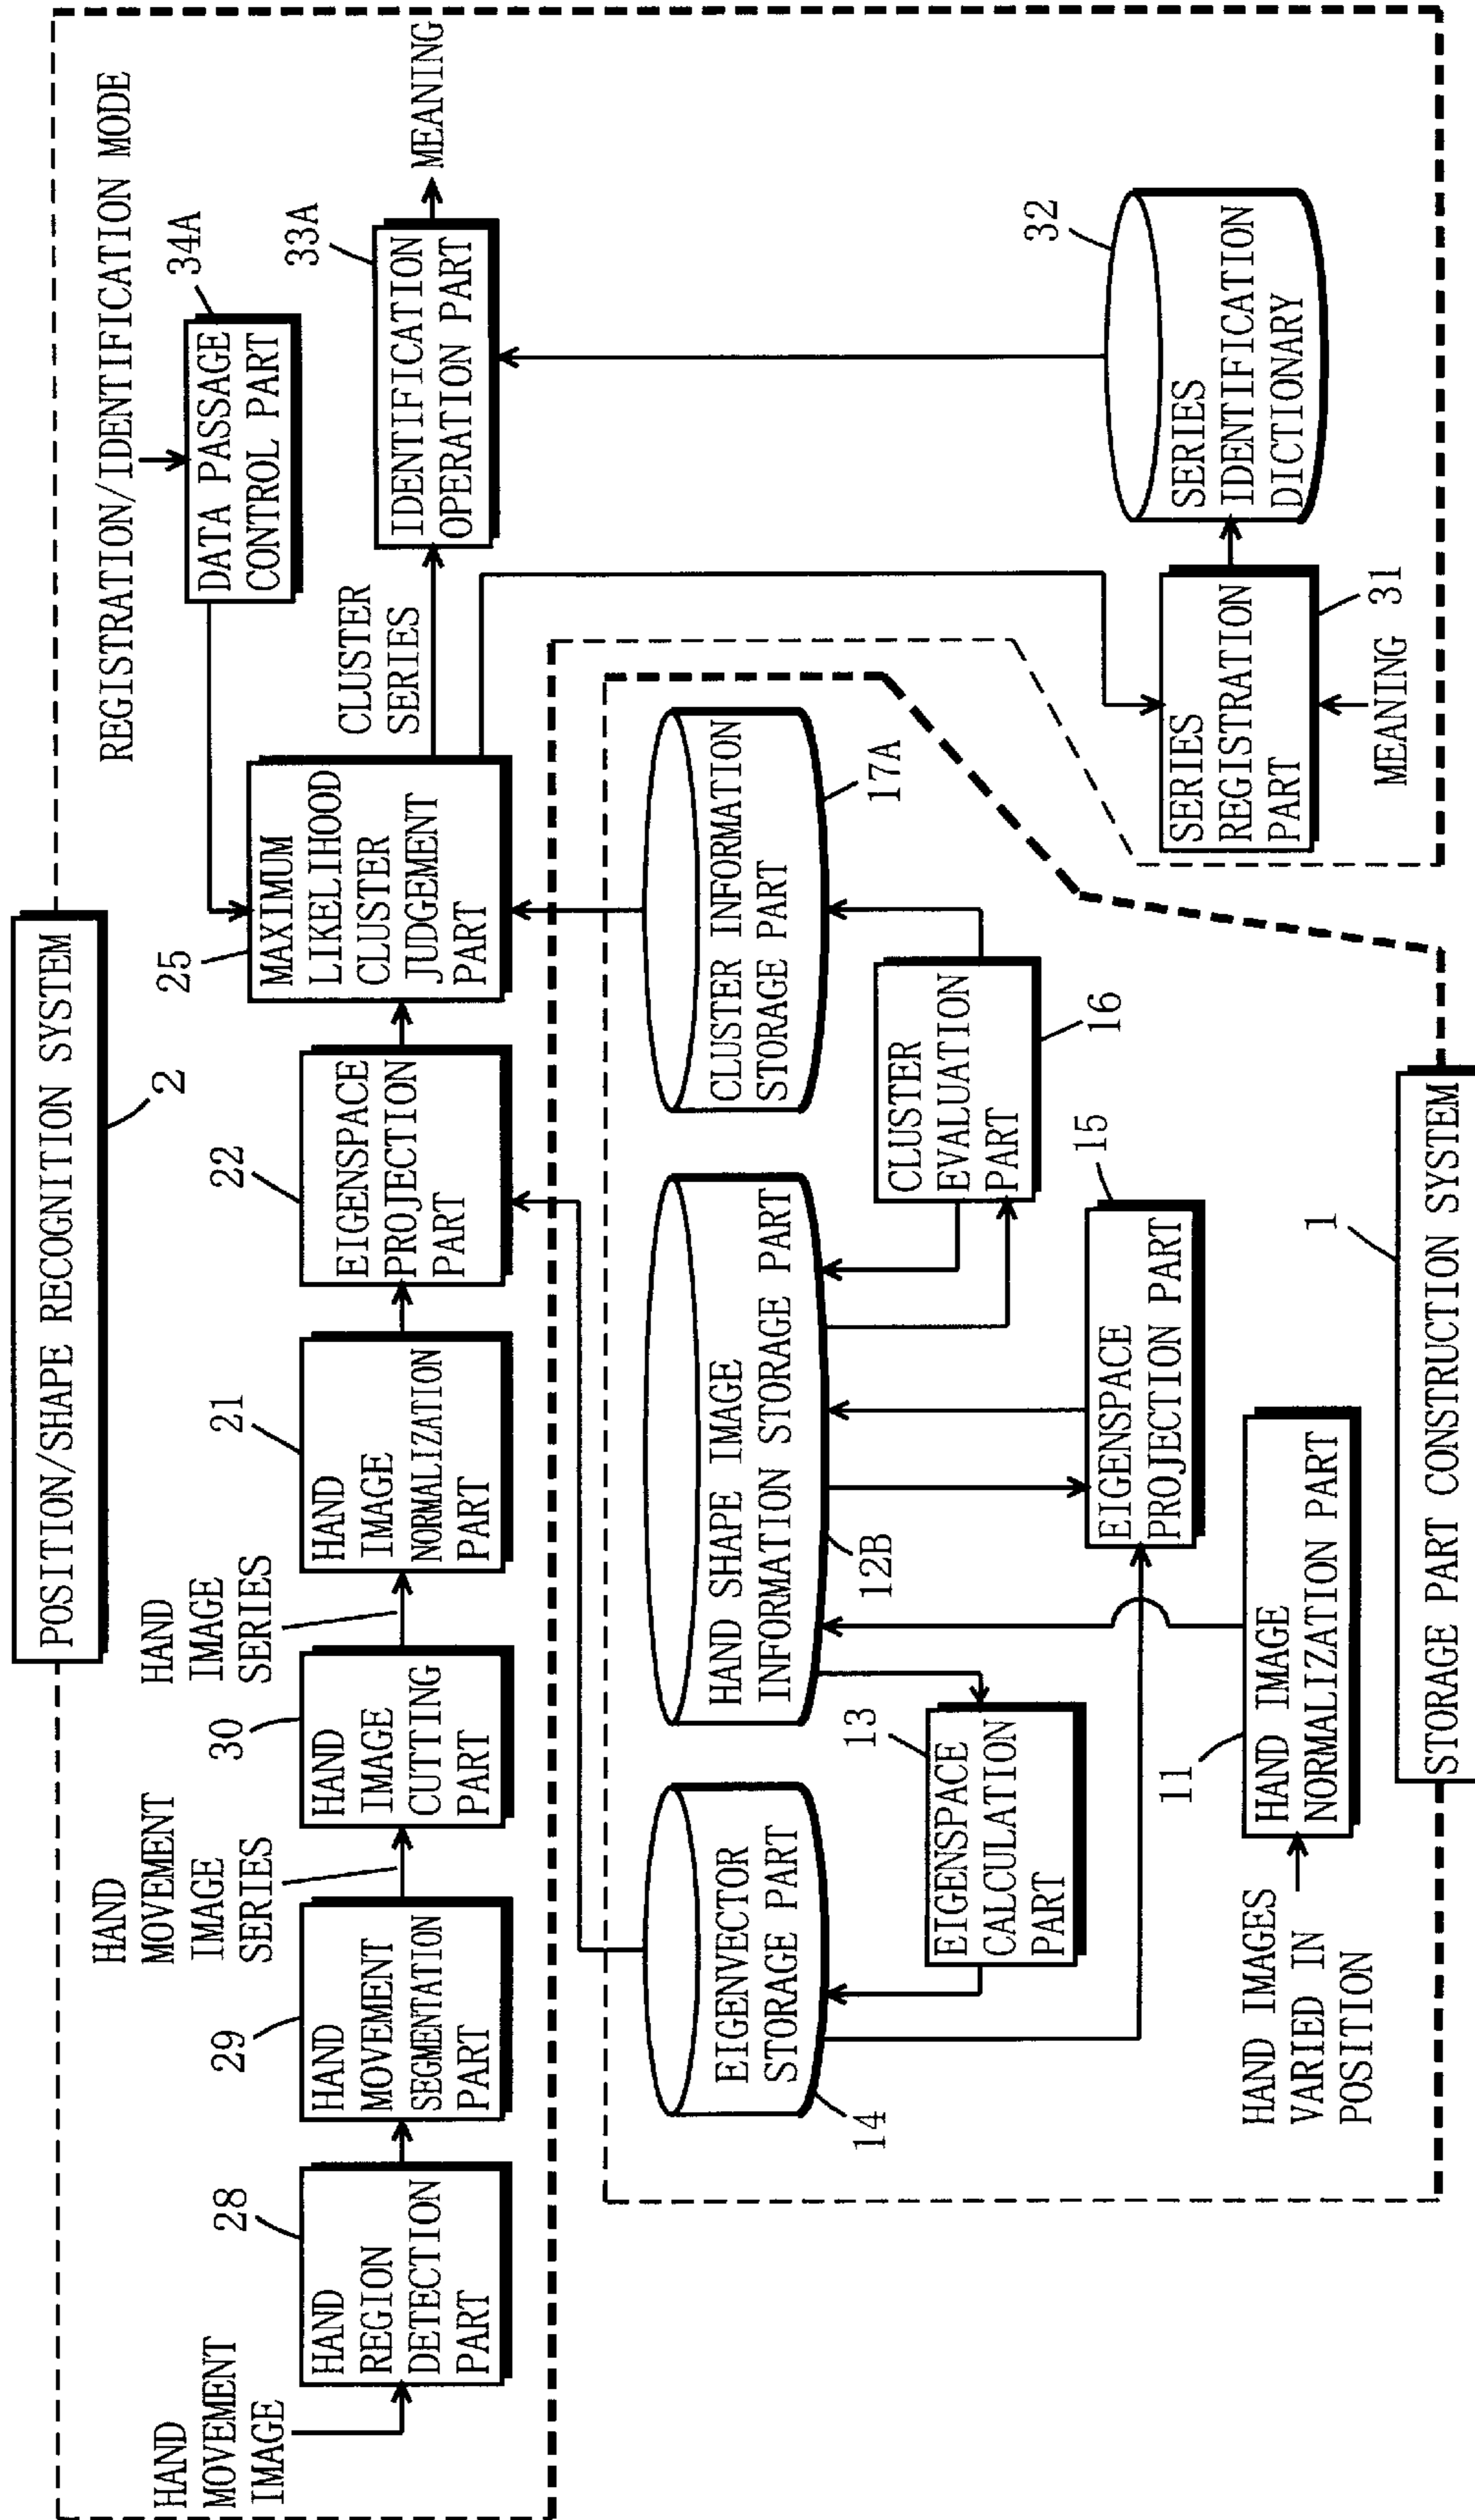 POSITION/SHAPE RECOGNITION SYSTEM
2
REGISTRATION/IDENTIFICATION MODE
34A
DATA PASSAGE
CONTROL PART
HAND
MOVEMENT
IMAGE
28
HAND
REGION
DETECTION
PART
29
HAND
MOVEMENT
SEGMENTATION
PART
HAND
MOVEMENT
IMAGE
SERIES
30
HAND
IMAGE
CUTTING
PART
HAND
IMAGE
SERIES
21
HAND
IMAGE
NORMALIZATION
PART
22
EIGENSPACE
PROJECTION
PART
25
MAXIMUM
LIKELIHOOD
CLUSTER
JUDGEMENT
PART
CLUSTER
SERIES
33A
IDENTIFICATION
OPERATION PART
MEANING
EIGENVECTOR
STORAGE PART
14
HAND SHAPE IMAGE
INFORMATION STORAGE PART
12B
CLUSTER INFORMATION
STORAGE PART
17A
13
EIGENSPACE
CALCULATION
PART
CLUSTER
EVALUATION
PART
16
15
EIGENSPACE
PROJECTION PART
32
SERIES
IDENTIFICATION
DICTIONARY
SERIES
REGISTRATION
PART
31
MEANING
HAND IMAGES
VARIED IN
POSITION
11
HAND IMAGE
NORMALIZATION PART
1
STORAGE PART CONSTRUCTION SYSTEM